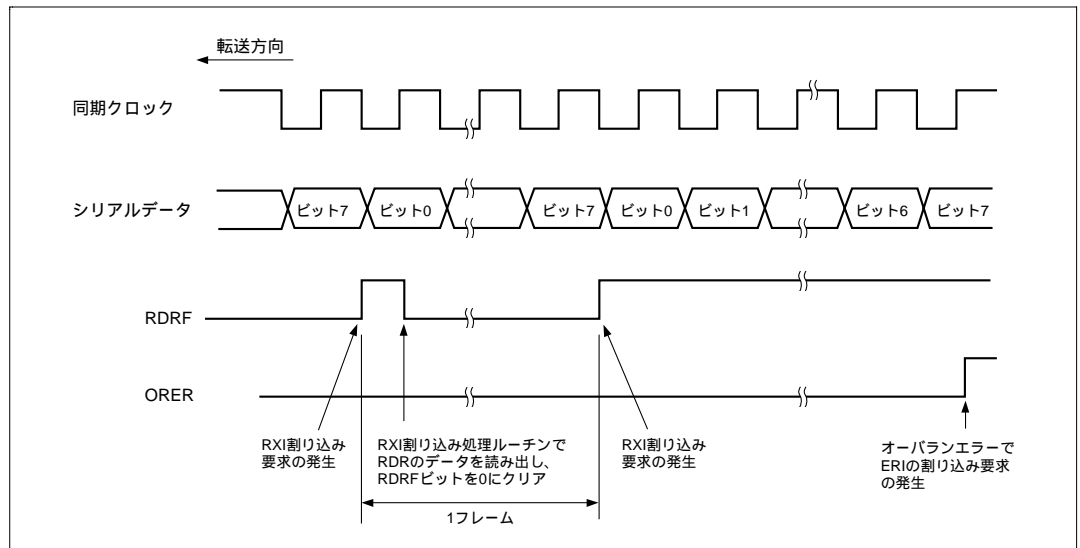 転送方向
同期クロック
シリアルデータ
ビット7
ビット0
ビット7
ビット0
ビット1
ビット6
ビット7
RDRF
ORER
RXI割り込み
要求の発生
RXI割り込み処理ルーチンで
RDRのデータを読み出し、
RDRFビットを0にクリア
RXI割り込み
要求の発生
オーバランエラーで
ERIの割り込み要求
の発生
1フレーム